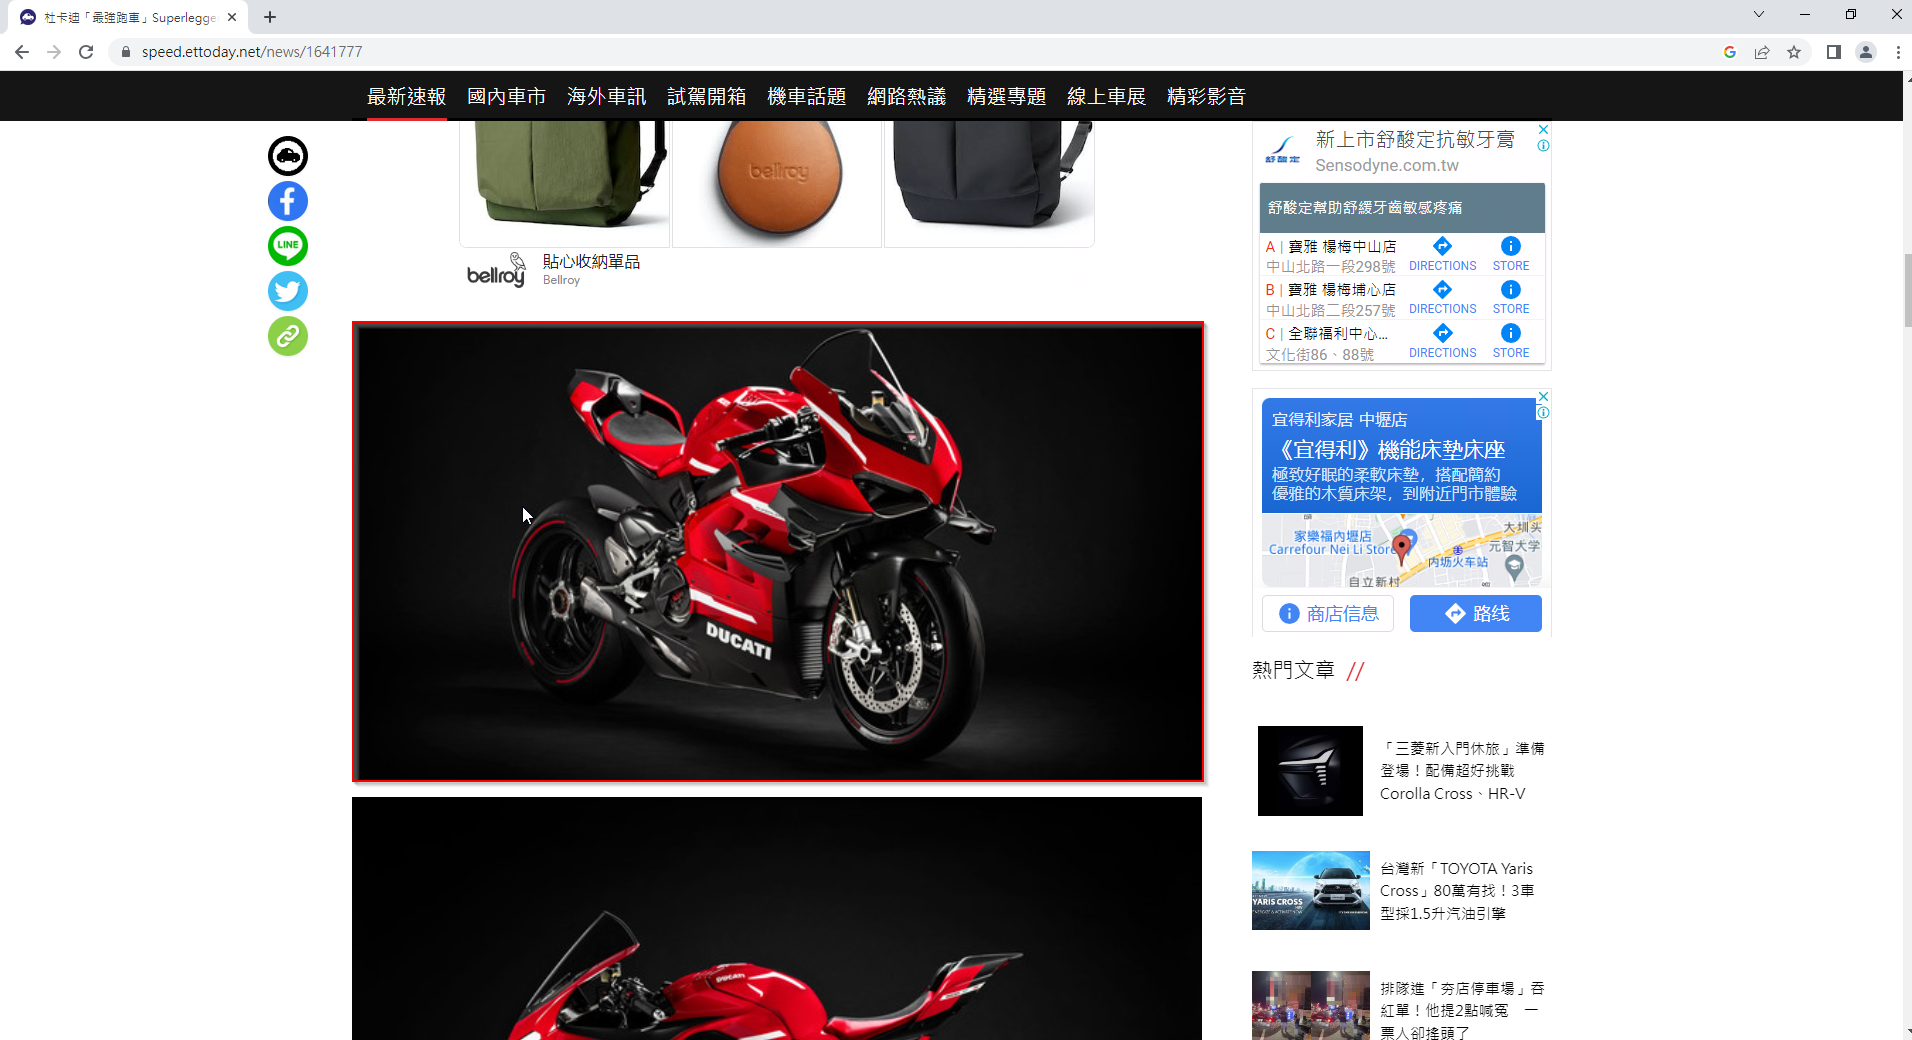 杜卡迪「最強跑車」Superlegge
speed.ettoday.net/news/1641777
最新速報 國內車市 海外車訊 試駕開箱 機車話題 網路熱議 精選專題 線上車展 精彩影音
bellroy
bellroy
貼心收納單品
Bellroy
LINE
DUCATI
DUCATI
舒酸定
新上市舒酸定抗敏牙膏
Sensodyne.com.tw
舒酸定幫助舒緩牙齒敏感疼痛
A | 寶雅 楊梅中山店
中山北路一段298號
DIRECTIONS STORE
B | 寶雅 楊梅埔心店
中山北路二段257號
DIRECTIONS STORE
C | 全聯福利中心...
文化街86、88號
DIRECTIONS STORE
宜得利家居 中壢店
《宜得利》機能床墊床座
極致好眠的柔軟床墊，搭配簡約
優雅的木質床架，到附近門市體驗
大圳头
家樂福內壢店
Carrefour Nei Li Store
元智大学
内坜火车站
自立新村
商店信息
路线
熱門文章 //
「三菱新入門休旅」準備
登場！配備超好挑戰
Corolla Cross、HR-V
YARIS CROSS
台灣新「TOYOTA Yaris
Cross」80萬有找！3車
型採1.5升汽油引擎
排隊進「夯店停車場」吞
紅單！他提2點喊冤　一
票人卻搖頭了